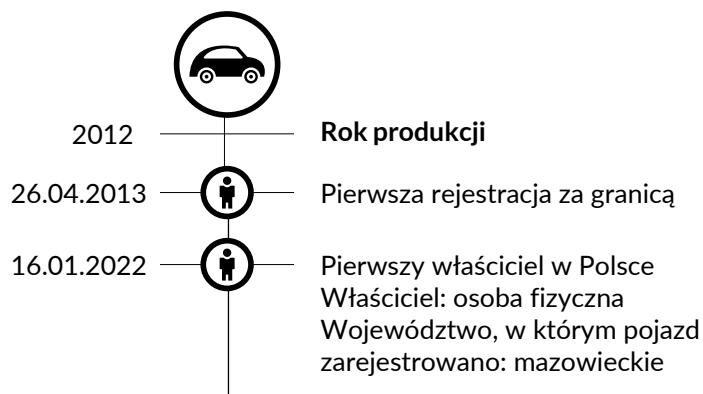 2012
Rok produkcji
26.04.2013
Pierwsza rejestracja za granicą
16.01.2022
Pierwszy właściciel w Polsce
Właściciel: osoba fizyczna
Województwo, w którym pojazd
zarejestrowano: mazowieckie